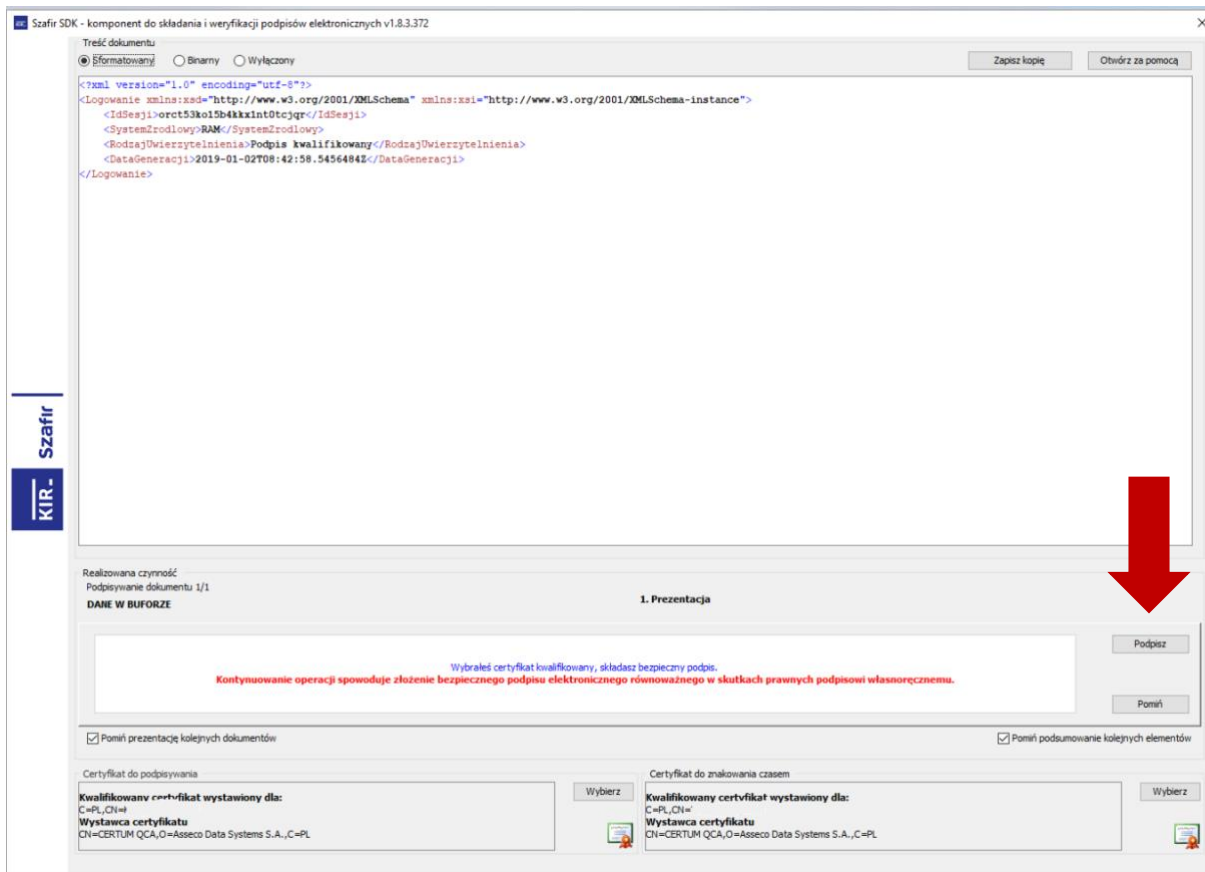 Szafir SDK - komponent do składania i weryfikacji podpisów elektronicznych v1.8.3.372
Treść dokumentu
Sformatowany Binarny Wyłączony Zapisz kopię Otwórz za pomocą
<?xml version="1.0" encoding="utf-8"?>
<Logowanie xmlns:xsd="http://www.w3.org/2001/XMLSchema" xmlns:xsi="http://www.w3.org/2001/XMLSchema-instance">
<IdSesji>orct53ko15b4kkx1nt0tcjqr</IdSesji>
<SystemZrodlowy>RAM</SystemZrodlowy>
<RodzajUwierzytelnienia>Podpis kwalifikowany</RodzajUwierzytelnienia>
<DataGeneracji>2019-01-02T08:42:58.5456484Z</DataGeneracji>
</Logowanie>
KIR. Szafir
Realizowana czynność
Podpisywanie dokumentu 1/1
DANE W BUFORZE
1. Prezentacja
Wybrałeś certyfikat kwalifikowany, składasz bezpieczny podpis.
Kontynuowanie operacji spowoduje złożenie bezpiecznego podpisu elektronicznego równoważnego w skutkach prawnych podpisowi własnoręcznemu.
Podpisz
Pomiń
Pomiń prezentację kolejnych dokumentów
Pomiń podsumowanie kolejnych elementów
Certyfikat do podpisywania
Kwalifikowany certyfikat wystawiony dla:
C=PL,CN=
Wystawca certyfikatu
CN=CERTUM QCA,O=Asseco Data Systems S.A.,C=PL
Wybierz
Certyfikat do znakowania czasem
Kwalifikowany certyfikat wystawiony dla:
C=PL,CN=
Wystawca certyfikatu
CN=CERTUM QCA,O=Asseco Data Systems S.A.,C=PL
Wybierz